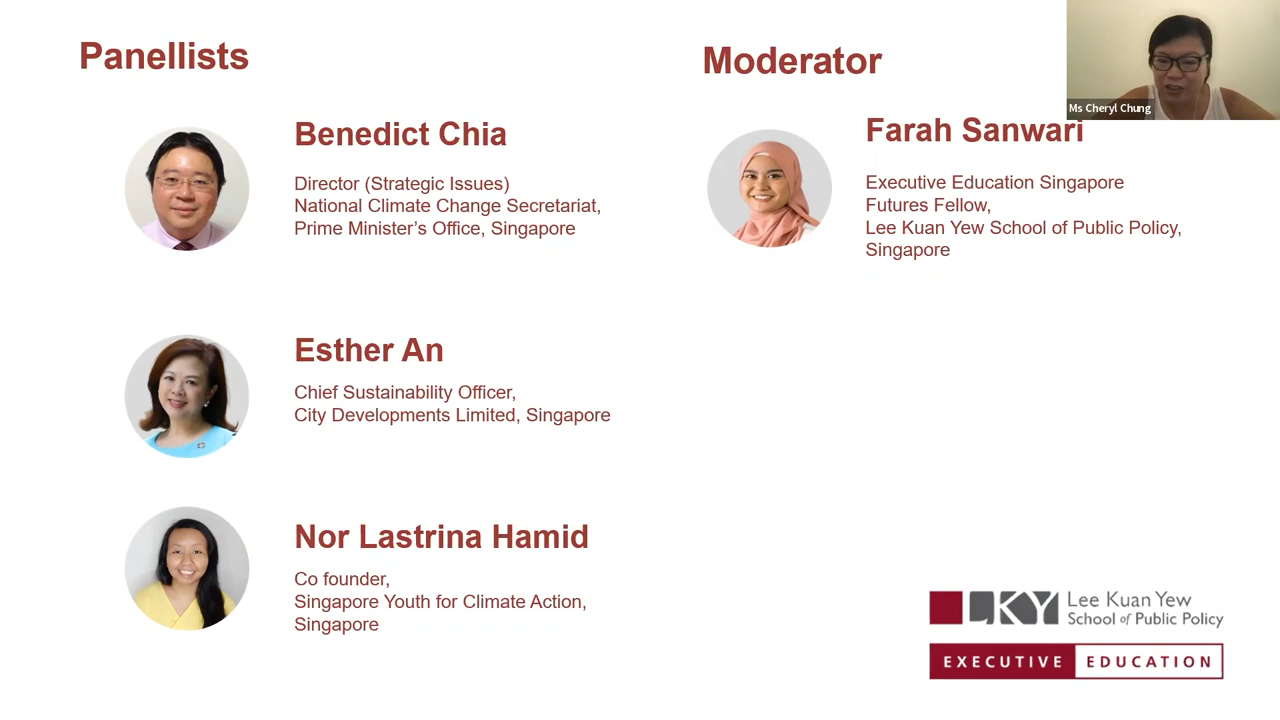 Panellists
Benedict Chia
Director (Strategic Issues)
National Climate Change Secretariat,
Prime Minister’s Office, Singapore
Esther An
Chief Sustainability Officer,
City Developments Limited, Singapore
Nor Lastrina Hamid
Co founder,
Singapore Youth for Climate Action,
Singapore
Moderator
Farah Sanwari
Executive Education Singapore
Futures Fellow,
Lee Kuan Yew School of Public Policy,
Singapore
Ms Cheryl Chung
LKY
Lee Kuan Yew
School of Public Policy
EXECUTIVE EDUCATION